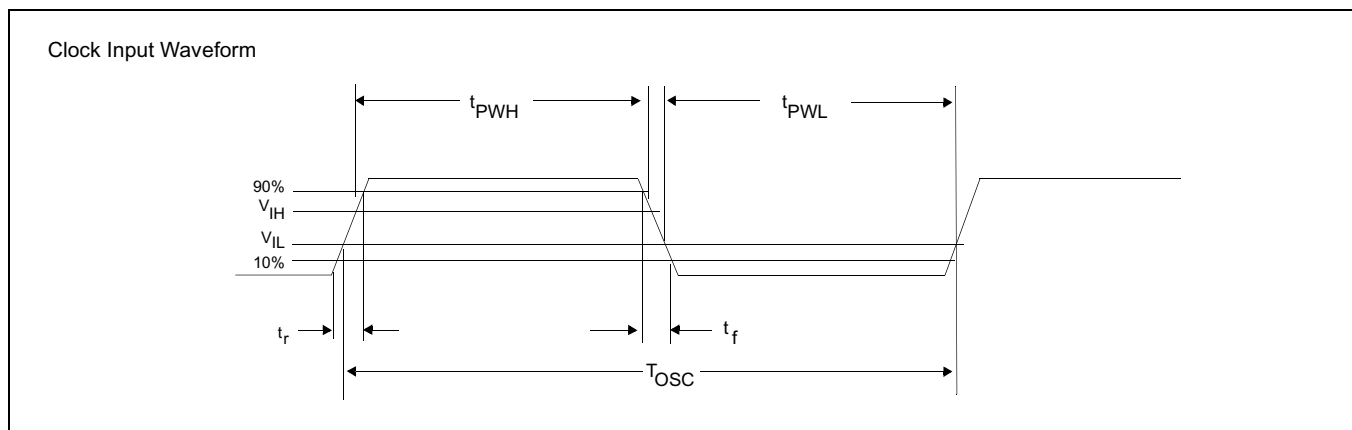 Clock Input Waveform
tPWH
tPWL
90%
VIH
VIL
10%
tr
tf
TOSC